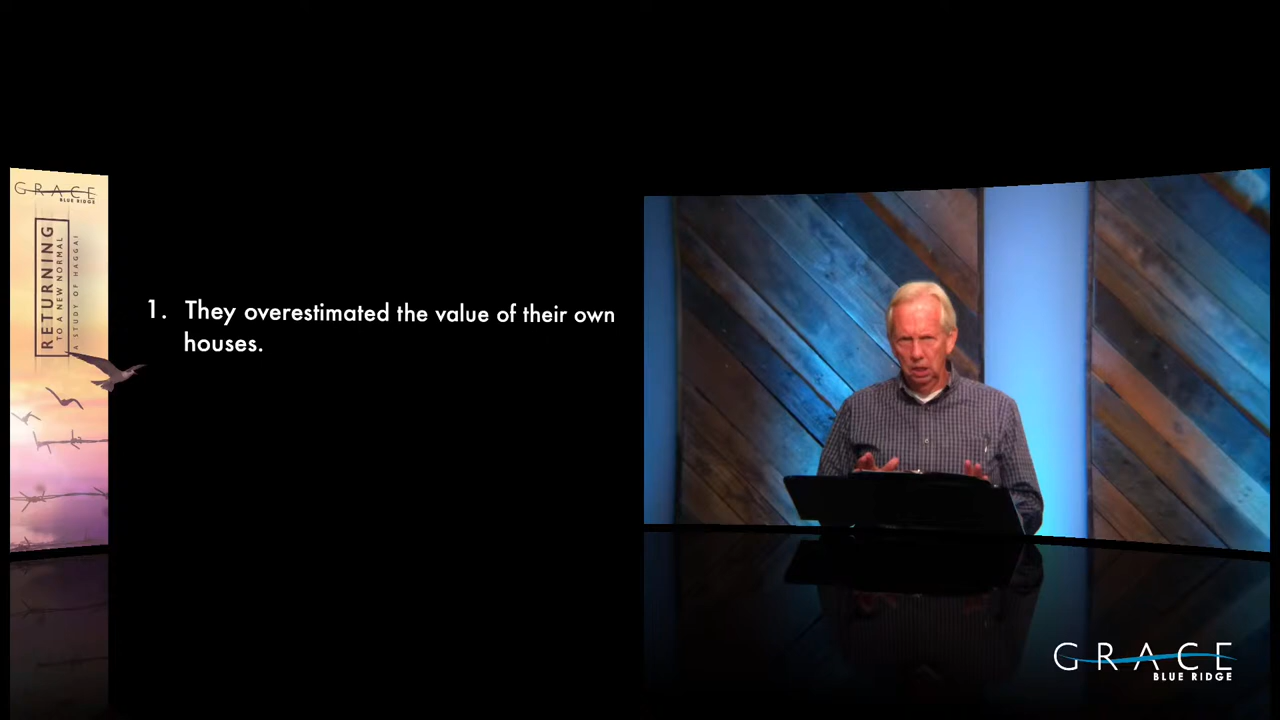 GRACE
BLUE RIDGE
RETURNING
TO A NEW NORMAL
A STUDY OF HAGGAI
1. They overestimated the value of their own
houses.
GRACE
BLUE RIDGE